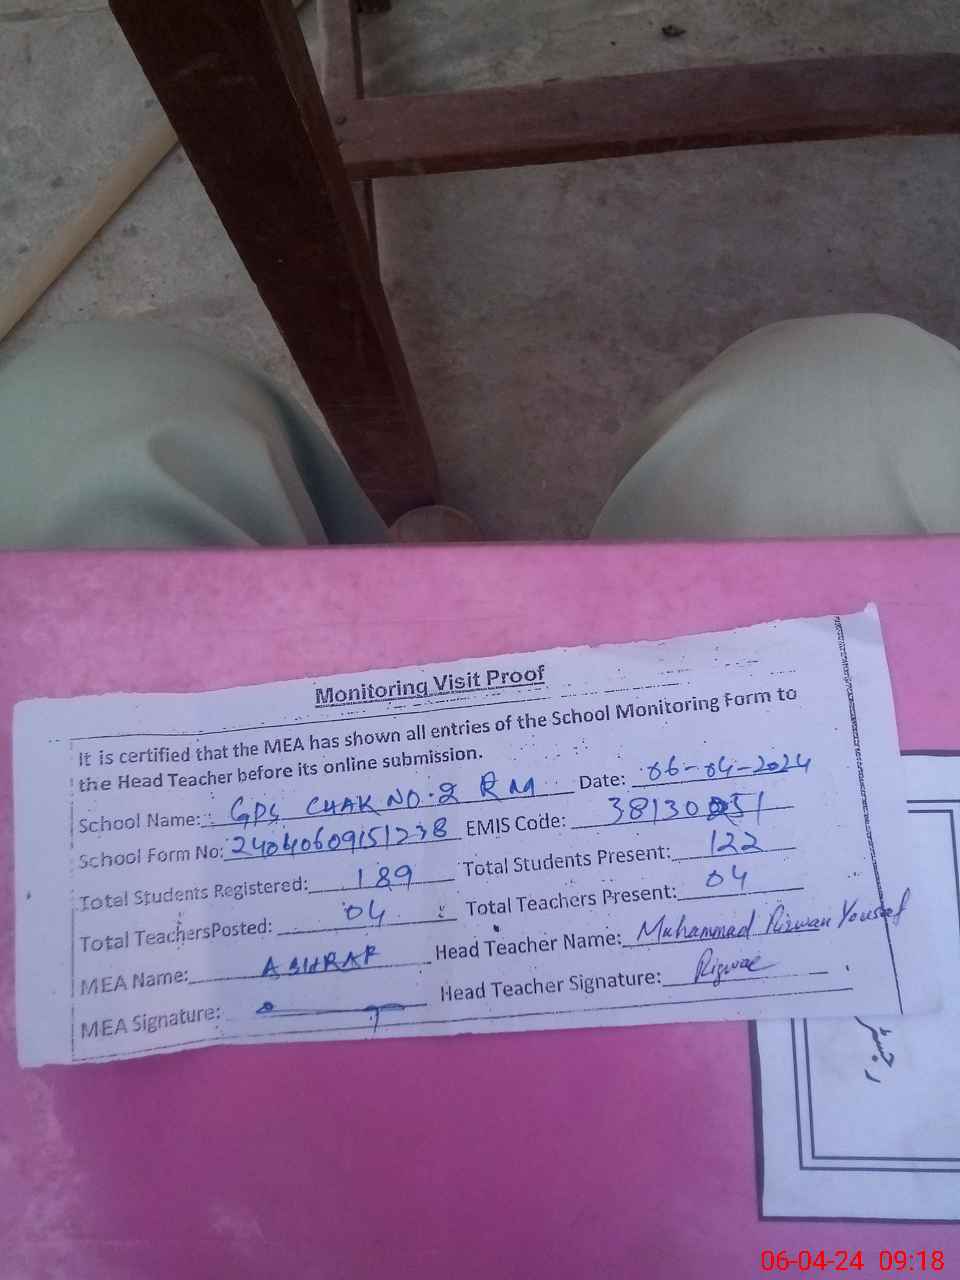 Monitoring Visit Proof
It is certified that the MEA has shown all entries of the School Monitoring Form to
the Head Teacher before its online submission.
School Name: GPS CHAK NO.2 RM Date: 06-04-2024
School Form No: 24040609151238 EMIS Code: 38130051
Total Students Registered: 189 Total Students Present: 122
Total TeachersPosted: 04 Total Teachers Present: 04
MEA Name: ASHRAF Head Teacher Name: Muhammad Rizwan Yousaf
MEA Signature: Head Teacher Signature: Rizwan
رجسٹر
06-04-24 09:18